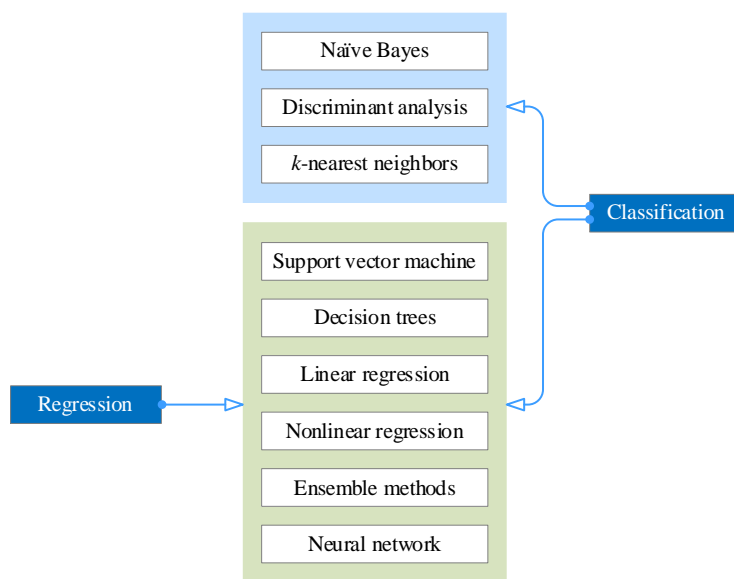 Naïve Bayes
Discriminant analysis
k-nearest neighbors
Classification
Support vector machine
Decision trees
Linear regression
Regression
Nonlinear regression
Ensemble methods
Neural network